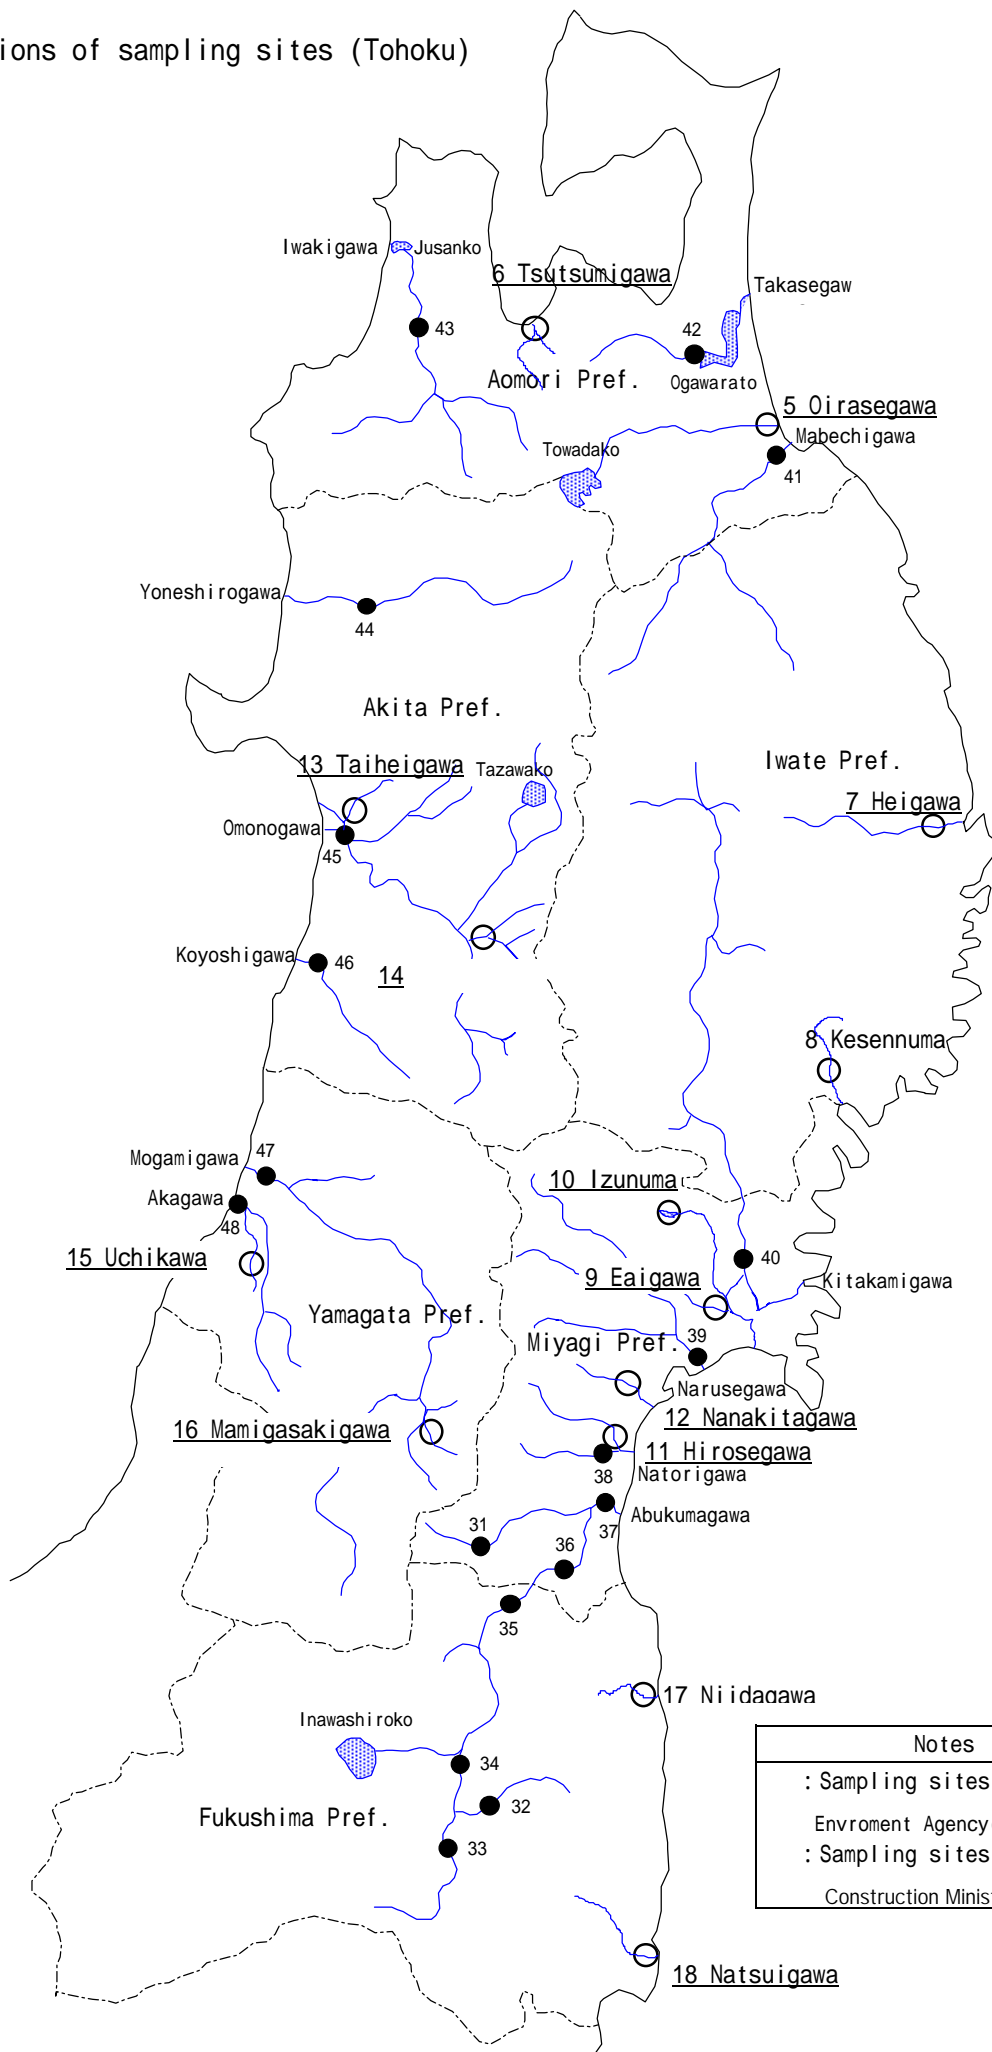 ions of sampling sites (Tohoku)
Iwakigawa
Jusanko
6 Tsutsumigawa
Takasegaw
43
42
Aomori Pref.
Ogawarato
5 Oirasegawa
Mabechigawa
Towadako
41
Yoneshirogawa
44
Akita Pref.
Iwate Pref.
13 Taiheigawa
Tazawako
7 Heigawa
Omonogawa
45
Koyoshigawa
46
14
8 Kesennuma
47
Mogamigawa
10 Izunuma
Akagawa
48
15 Uchikawa
40
9 Eaigawa
Kitakamigawa
Yamagata Pref.
Miyagi Pref.
39
Narusegawa
12 Nanakitagawa
16 Mamigasakigawa
11 Hirosegawa
38
Natorigawa
37
Abukumagawa
31
36
35
17 Niidagawa
Inawashiroko
34
32
Fukushima Pref.
33
Notes
: Sampling sites
Envroment Agency
: Sampling sites
Construction Minis
18 Natsuigawa